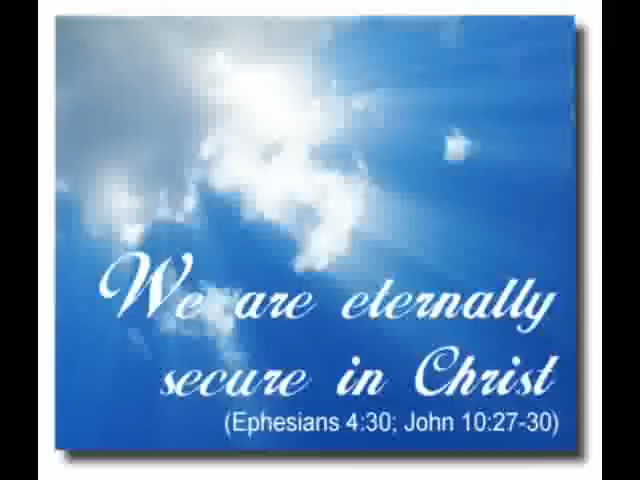 We are eternally
secure in Christ
(Ephesians 4:30; John 10:27-30)